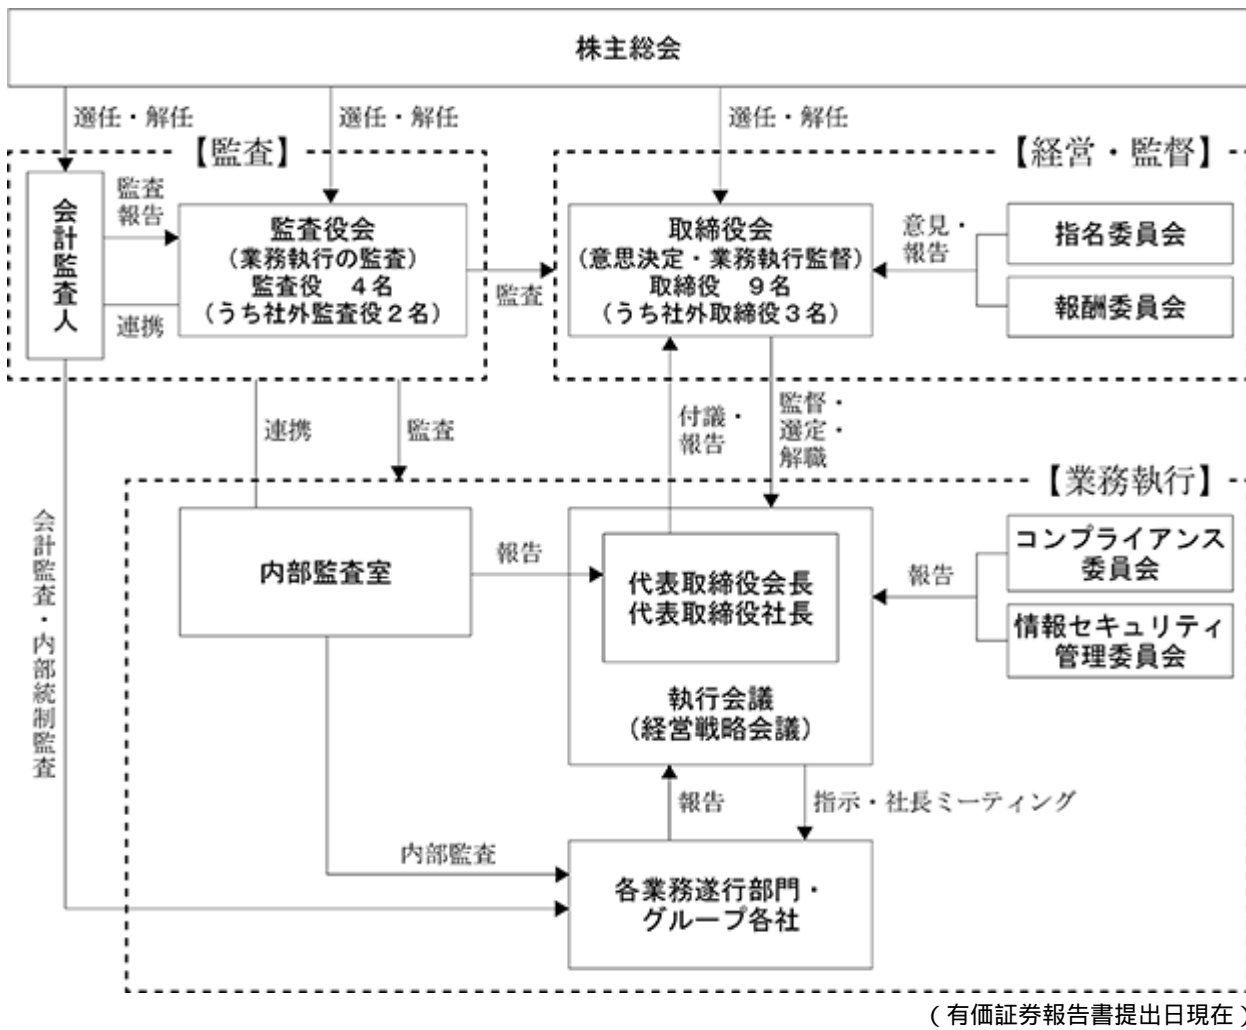 株主総会
選任・解任
選任・解任
選任・解任
【監査】
【経営・監督】
会計監査人
監査
報告
連携
監査役会
(業務執行の監査)
監査役　4名
(うち社外監査役2名)
監査
取締役会
(意思決定・業務執行監督)
取締役　9名
(うち社外取締役3名)
意見・
報告
指名委員会
報酬委員会
連携
監査
付議・
報告
監督・
選定・
解職
【業務執行】
会計監査・内部統制監査
内部監査室
報告
代表取締役会長
代表取締役社長
執行会議
(経営戦略会議)
報告
コンプライアンス
委員会
情報セキュリティ
管理委員会
報告
指示・社長ミーティング
内部監査
各業務遂行部門・
グループ各社
(有価証券報告書提出日現在)